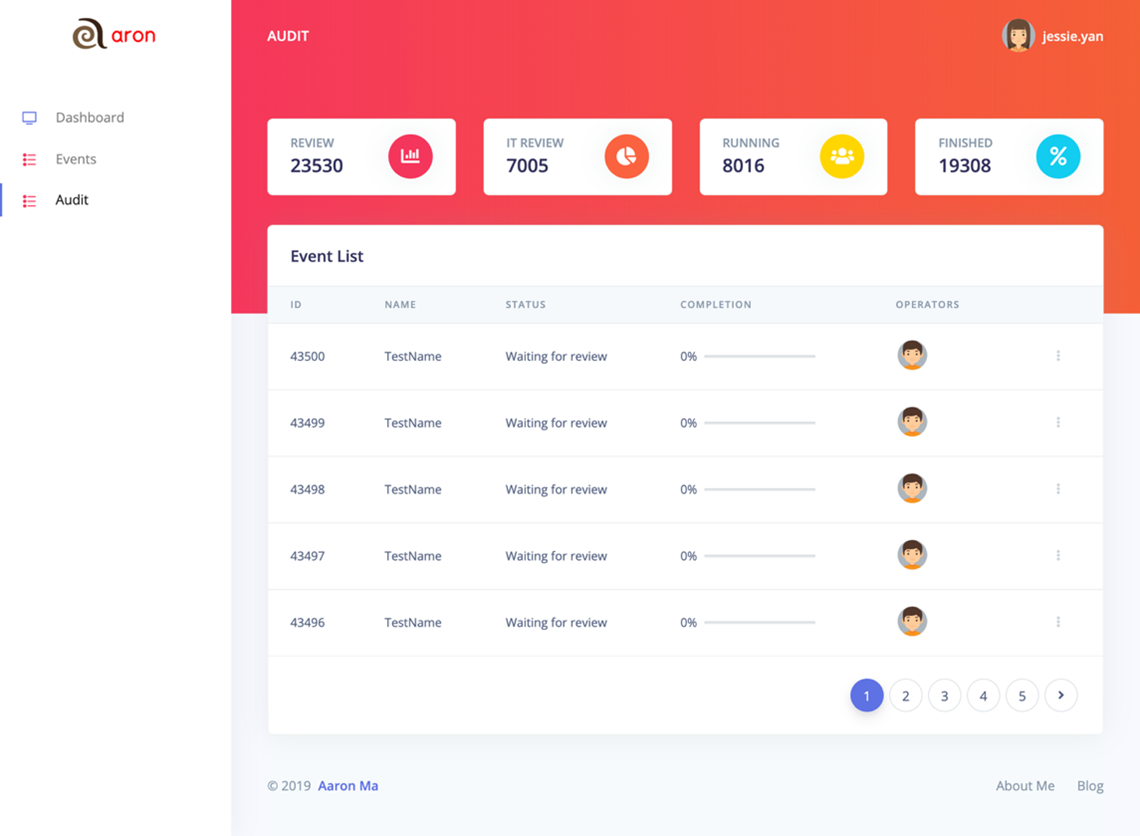 aron
AUDIT
jessie.yan
Dashboard
Events
Audit
REVIEW
23530
IT REVIEW
7005
RUNNING
8016
FINISHED
19308
%
Event List
ID NAME STATUS COMPLETION OPERATORS
43500 TestName Waiting for review 0%
43499 TestName Waiting for review 0%
43498 TestName Waiting for review 0%
43497 TestName Waiting for review 0%
43496 TestName Waiting for review 0%
1 2 3 4 5 >
© 2019 Aaron Ma
About Me Blog